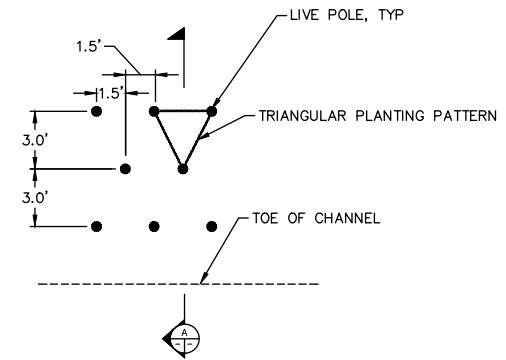 LIVE POLE, TYP
1.5'
1.5'
TRIANGULAR PLANTING PATTERN
3.0'
3.0'
TOE OF CHANNEL
A
--